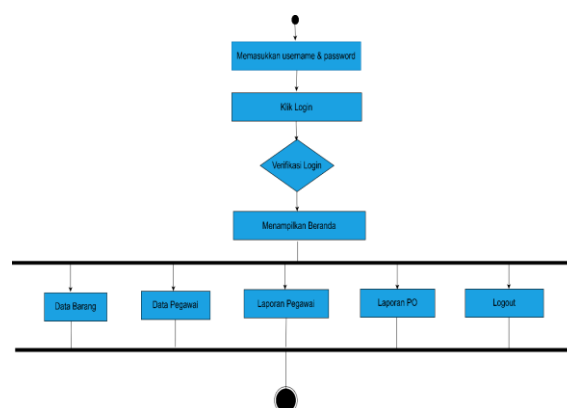 Memasukkan username & password
Klik Login
Verifikasi Login
Menampilkan Beranda
Data Barang
Data Pegawai
Laporan Pegawai
Laporan PO
Logout